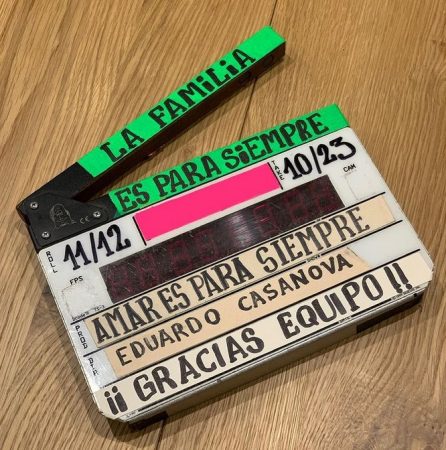 LA FAMiLiA
ES PARA SiEMPRE
TAKE
10/23
CAM
ROLL
11/12
FPS
AMAR ES PARA SIEMPRE
PROD
EDUARDO CASANOVA
DIR
¡¡GRACIAS EQUIPO!!